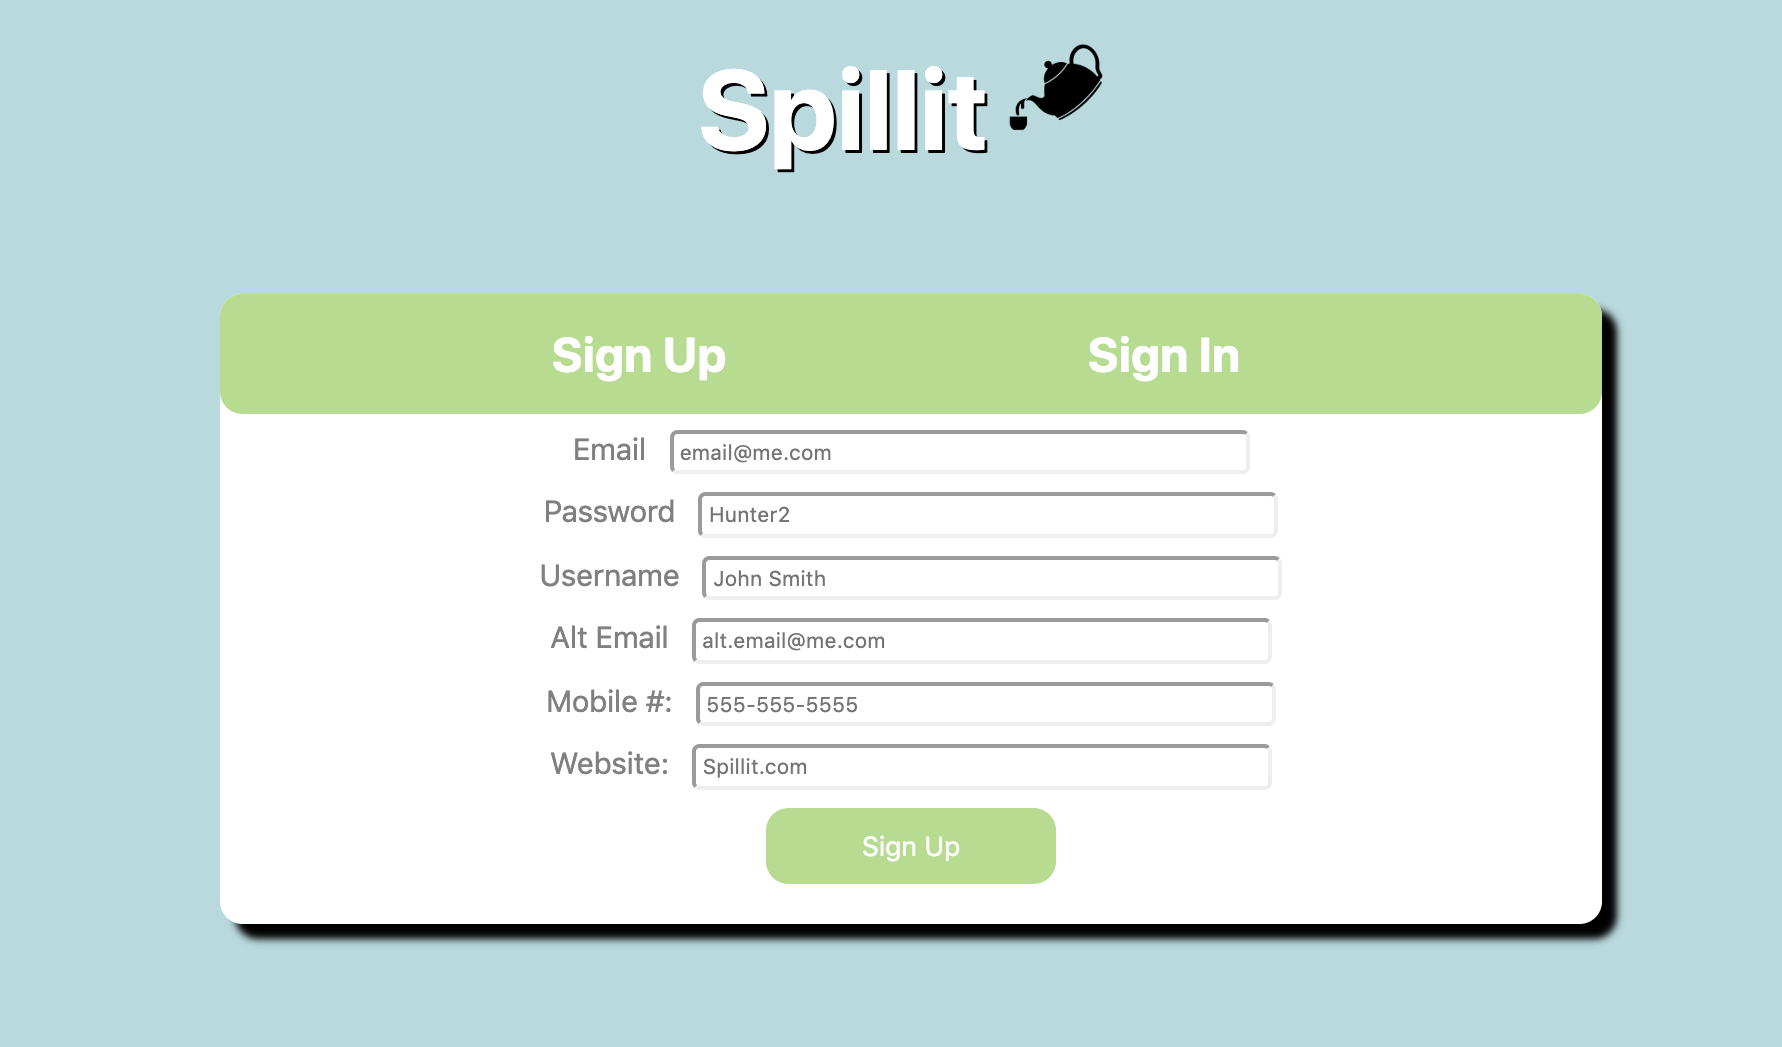 Spillit
Sign Up Sign In
Email email@me.com
Password Hunter2
Username John Smith
Alt Email alt.email@me.com
Mobile #: 555-555-5555
Website: Spillit.com
Sign Up